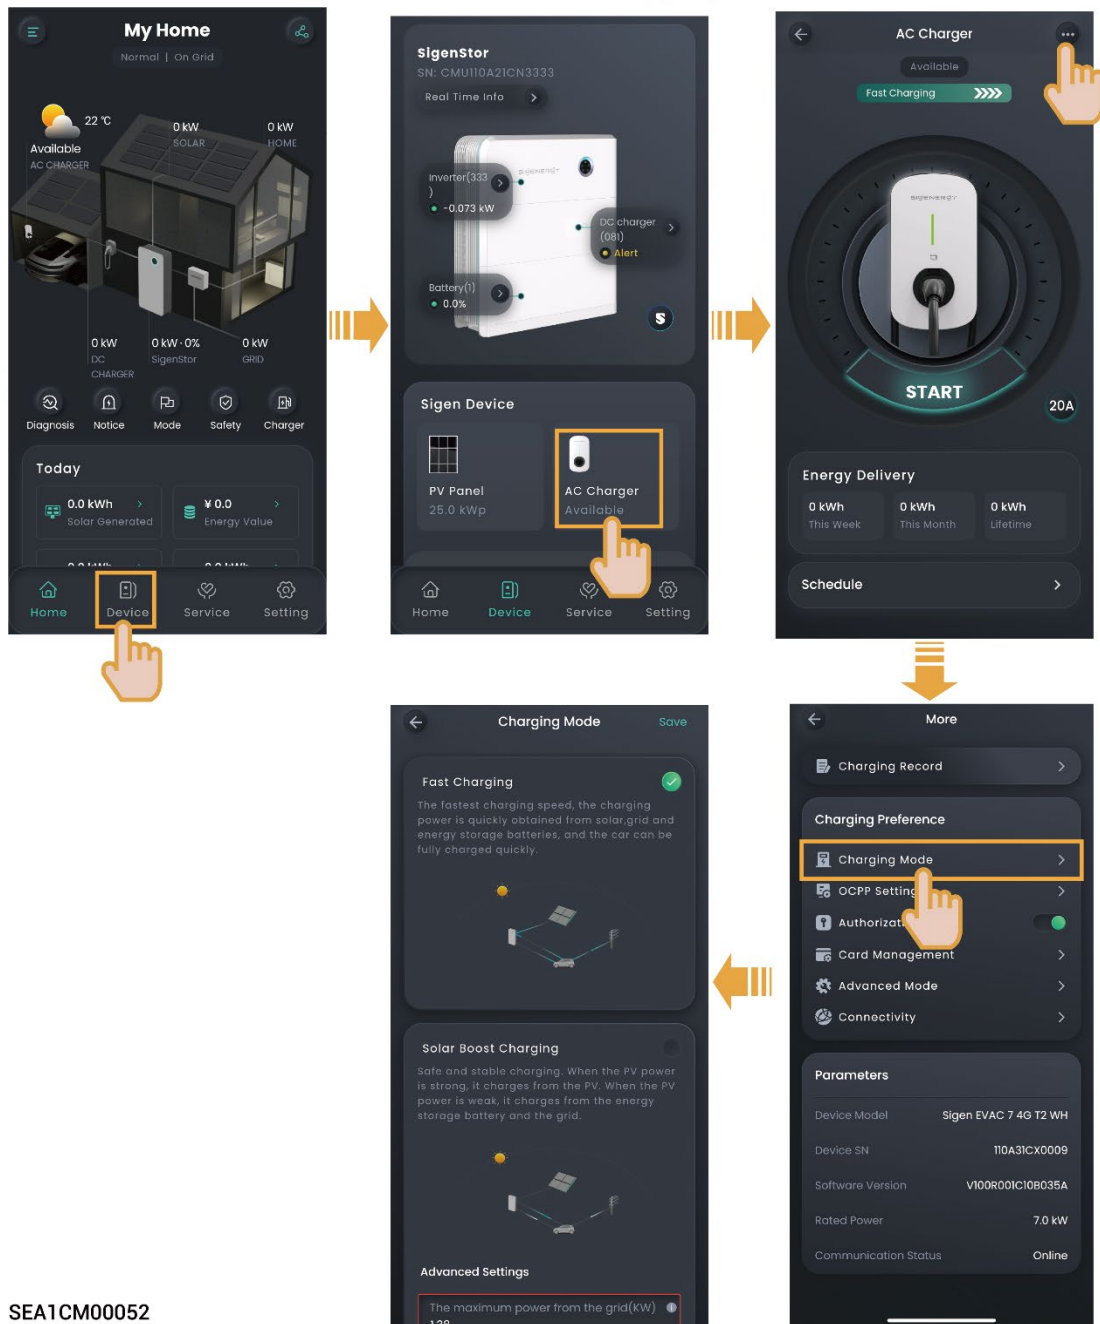 My Home
Normal | On Grid
22 ℃
Available
AC CHARGER
0 kW
SOLAR
0 kW
HOME
0 kW
DC
CHARGER
0 kW · 0%
SigenStor
0 kW
GRID
Diagnosis
Notice
Mode
Safety
Charger
Today
0.0 kWh
Solar Generated
¥ 0.0
Energy Value
Home
Device
Service
Setting
SigenStor
SN: CMU110A21CN3333
Real Time Info
SIGENERGY
Inverter(333
)
-0.073 kW
DC charger
(081)
Alert
Battery(1)
0.0%
S
Sigen Device
PV Panel
25.0 kWp
AC Charger
Available
Home
Device
Service
Setting
AC Charger
Available
Fast Charging
SIGENERGY
START
20A
Energy Delivery
0 kWh
This Week
0 kWh
This Month
0 kWh
Lifetime
Schedule
More
Charging Record
Charging Preference
Charging Mode
OCPP Setting
Card Management
Advanced Mode
Connectivity
Parameters
Device Model Sigen EVAC 7 4G T2 WH
Device SN 110A31CX0009
Software Version V100R001C10B035A
Rated Power 7.0 kW
Communication Status Online
Charging Mode Save
Fast Charging
The fastest charging speed, the charging
power is quickly obtained from solar,grid and
energy storage batteries, and the car can be
fully charged quickly.
Solar Boost Charging
Safe and stable charging. When the PV power
is strong, it charges from the PV. When the PV
power is weak, it charges from the energy
storage battery and the grid.
Advanced Settings
The maximum power from the grid(KW)
SEA1CM00052